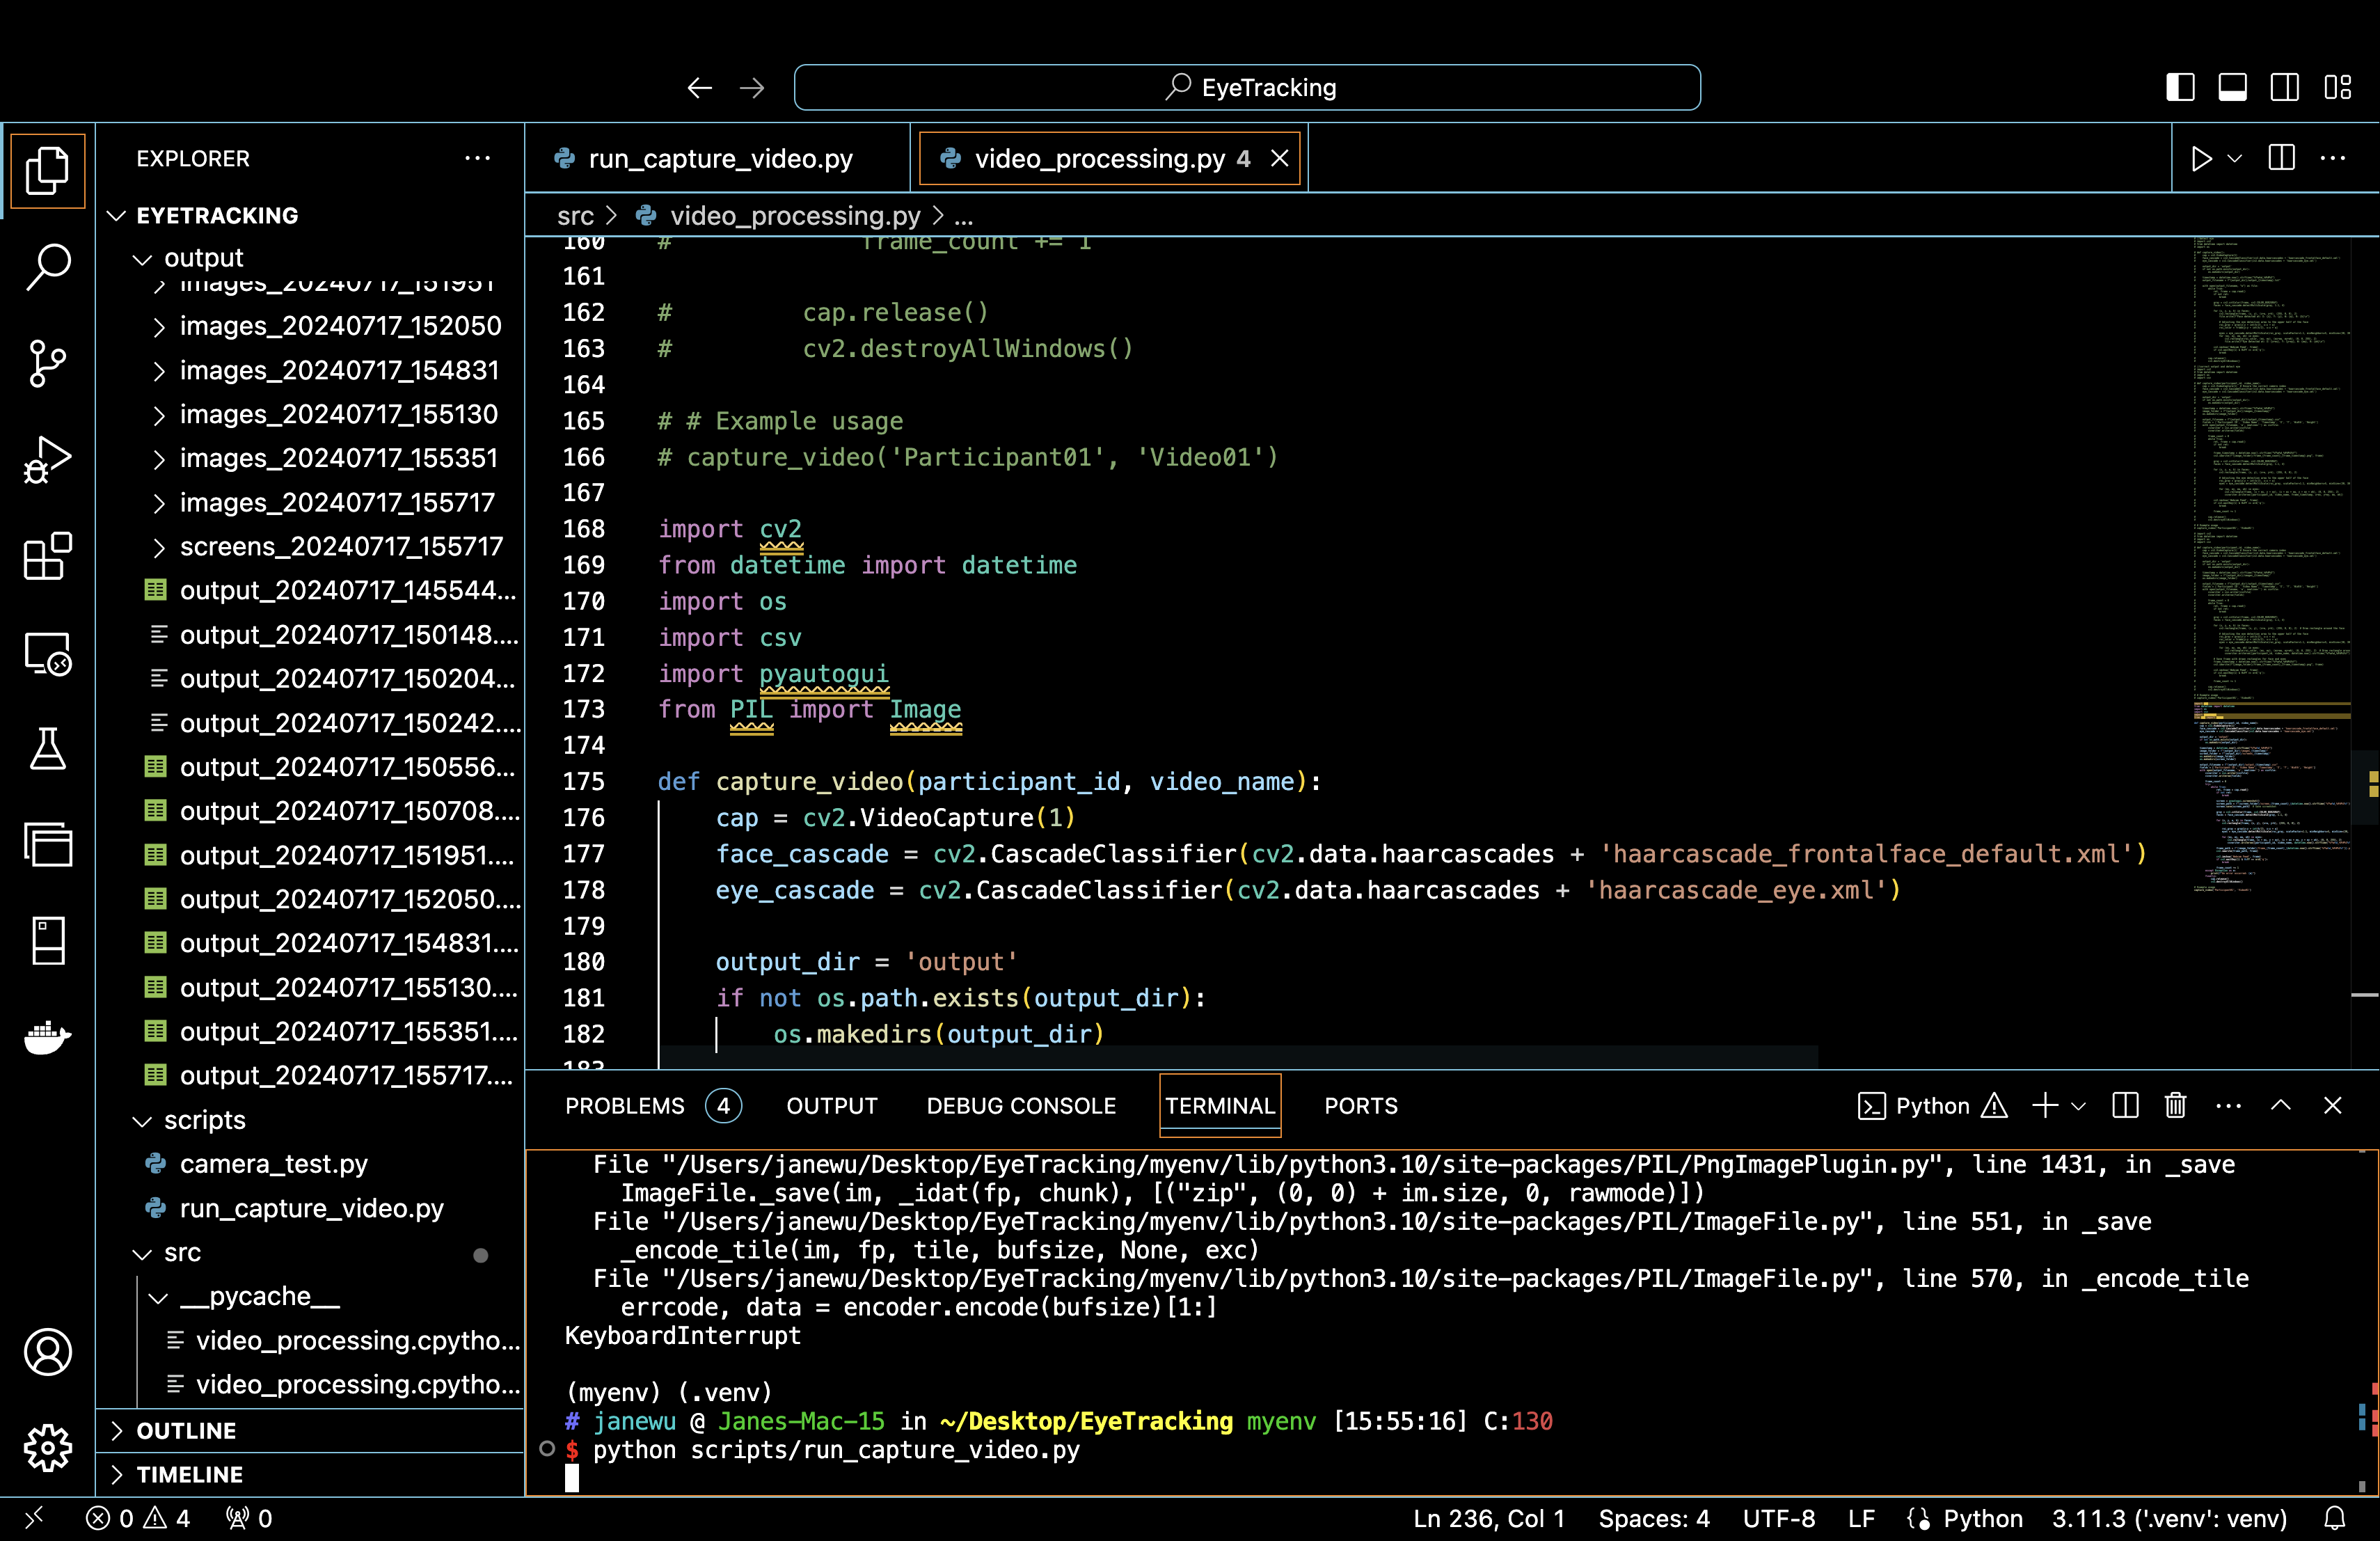 EyeTracking
EXPLORER
EYETRACKING
output
images_20240717_151951
images_20240717_152050
images_20240717_154831
images_20240717_155130
images_20240717_155351
images_20240717_155717
screens_20240717_155717
output_20240717_145544...
output_20240717_150148....
output_20240717_150204...
output_20240717_150242....
output_20240717_150556...
output_20240717_150708....
output_20240717_151951....
output_20240717_152050....
output_20240717_154831....
output_20240717_155130....
output_20240717_155351....
output_20240717_155717....
scripts
camera_test.py
run_capture_video.py
src
__pycache__
video_processing.cpytho...
video_processing.cpytho...
OUTLINE
TIMELINE
run_capture_video.py
video_processing.py 4
src > video_processing.py > ...
160 # frame_count += 1
161
162 # cap.release()
163 # cv2.destroyAllWindows()
164
165 # # Example usage
166 # capture_video('Participant01', 'Video01')
167
168 import cv2
169 from datetime import datetime
170 import os
171 import csv
172 import pyautogui
173 from PIL import Image
174
175 def capture_video(participant_id, video_name):
176 cap = cv2.VideoCapture(1)
177 face_cascade = cv2.CascadeClassifier(cv2.data.haarcascades + 'haarcascade_frontalface_default.xml')
178 eye_cascade = cv2.CascadeClassifier(cv2.data.haarcascades + 'haarcascade_eye.xml')
179
180 output_dir = 'output'
181 if not os.path.exists(output_dir):
182 os.makedirs(output_dir)
183
PROBLEMS 4 OUTPUT DEBUG CONSOLE TERMINAL PORTS
Python
File "/Users/janewu/Desktop/EyeTracking/myenv/lib/python3.10/site-packages/PIL/PngImagePlugin.py", line 1431, in _save
ImageFile._save(im, _idat(fp, chunk), [("zip", (0, 0) + im.size, 0, rawmode)])
File "/Users/janewu/Desktop/EyeTracking/myenv/lib/python3.10/site-packages/PIL/ImageFile.py", line 551, in _save
_encode_tile(im, fp, tile, bufsize, None, exc)
File "/Users/janewu/Desktop/EyeTracking/myenv/lib/python3.10/site-packages/PIL/ImageFile.py", line 570, in _encode_tile
errcode, data = encoder.encode(bufsize)[1:]
KeyboardInterrupt
(myenv) (.venv)
# janewu @ Janes-Mac-15 in ~/Desktop/EyeTracking myenv [15:55:16] C:130
$ python scripts/run_capture_video.py
0 4 0
Ln 236, Col 1 Spaces: 4 UTF-8 LF Python 3.11.3 ('.venv': venv)